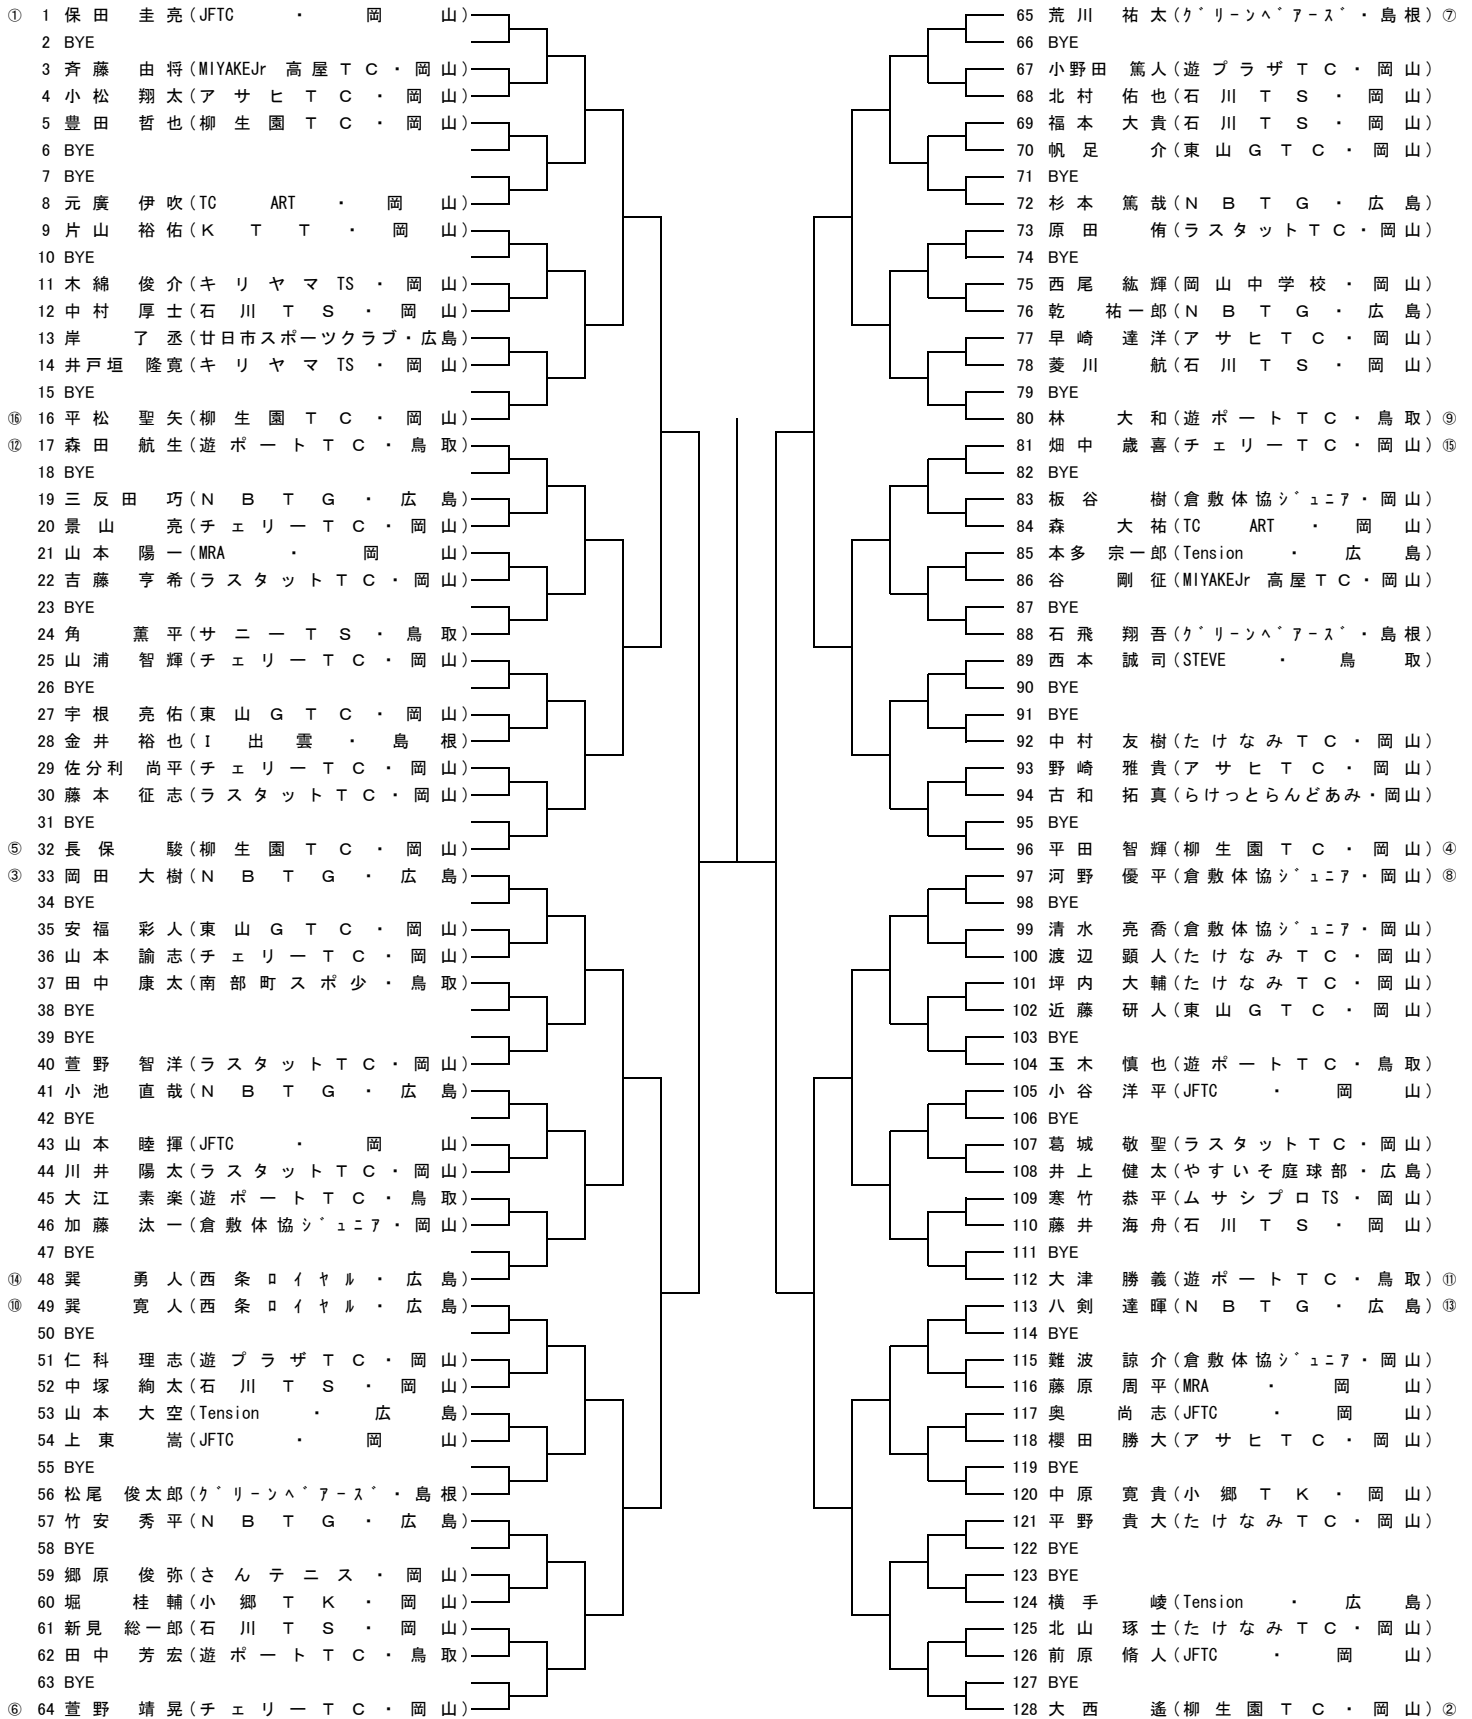 ① 1 保田 圭亮(JFTC ・ 岡山)
2 BYE
3 斉藤 由将(MIYAKEJr 高屋TC・岡山)
4 小松 翔太(アサヒTC・岡山)
5 豊田 哲也(柳生園TC・岡山)
6 BYE
7 BYE
8 元廣 伊吹(TC ART ・ 岡山)
9 片山 裕佑(KTT・岡山)
10 BYE
11 木綿 俊介(キリヤマTS・岡山)
12 中村 厚士(石川TS・岡山)
13 岸 了丞(廿日市スポーツクラブ・広島)
14 井戸垣 隆寛(キリヤマTS・岡山)
15 BYE
⑯ 16 平松 聖矢(柳生園TC・岡山)
⑫ 17 森田 航生(遊ポートTC・鳥取)
18 BYE
19 三反田 巧(NBTG・広島)
20 景山 亮(チェリーTC・岡山)
21 山本 陽一(MRA ・ 岡山)
22 吉藤 亨希(ラスタットTC・岡山)
23 BYE
24 角 薫平(サニーTS・鳥取)
25 山浦 智輝(チェリーTC・岡山)
26 BYE
27 宇根 亮佑(東山GTC・岡山)
28 金井 裕也(I出雲・島根)
29 佐分利 尚平(チェリーTC・岡山)
30 藤本 征志(ラスタットTC・岡山)
31 BYE
⑤ 32 長保 駿(柳生園TC・岡山)
③ 33 岡田 大樹(NBTG・広島)
34 BYE
35 安福 彩人(東山GTC・岡山)
36 山本 諭志(チェリーTC・岡山)
37 田中 康太(南部町スポ少・鳥取)
38 BYE
39 BYE
40 萱野 智洋(ラスタットTC・岡山)
41 小池 直哉(NBTG・広島)
42 BYE
43 山本 睦揮(JFTC ・ 岡山)
44 川井 陽太(ラスタットTC・岡山)
45 大江 素楽(遊ポートTC・鳥取)
46 加藤 汰一(倉敷体協ｼﾞｭﾆｱ・岡山)
47 BYE
⑭ 48 巽 勇人(西条ﾛｲﾔﾙ・広島)
⑩ 49 巽 寛人(西条ﾛｲﾔﾙ・広島)
50 BYE
51 仁科 理志(遊プラザTC・岡山)
52 中塚 絢太(石川TS・岡山)
53 山本 大空(Tension ・ 広島)
54 上東 嵩(JFTC ・ 岡山)
55 BYE
56 松尾 俊太郎(ｸﾞﾘｰﾝﾍﾞｱｰｽﾞ・島根)
57 竹安 秀平(NBTG・広島)
58 BYE
59 郷原 俊弥(さんテニス・岡山)
60 堀 桂輔(小郷TK・岡山)
61 新見 総一郎(石川TS・岡山)
62 田中 芳宏(遊ポートTC・鳥取)
63 BYE
⑥ 64 萱野 靖晃(チェリーTC・岡山)
65 荒川 祐太(ｸﾞﾘｰﾝﾍﾞｱｰｽﾞ・島根) ⑦
66 BYE
67 小野田 篤人(遊プラザTC・岡山)
68 北村 佑也(石川TS・岡山)
69 福本 大貴(石川TS・岡山)
70 帆足 介(東山GTC・岡山)
71 BYE
72 杉本 篤哉(NBTG・広島)
73 原田 侑(ラスタットTC・岡山)
74 BYE
75 西尾 紘輝(岡山中学校・岡山)
76 乾 祐一郎(NBTG・広島)
77 早崎 達洋(アサヒTC・岡山)
78 菱川 航(石川TS・岡山)
79 BYE
80 林 大和(遊ポートTC・鳥取) ⑨
81 畑中 歳喜(チェリーTC・岡山) ⑮
82 BYE
83 板谷 樹(倉敷体協ｼﾞｭﾆｱ・岡山)
84 森 大祐(TC ART ・ 岡山)
85 本多 宗一郎(Tension ・ 広島)
86 谷 剛征(MIYAKEJr 高屋TC・岡山)
87 BYE
88 石飛 翔吾(ｸﾞﾘｰﾝﾍﾞｱｰｽﾞ・島根)
89 西本 誠司(STEVE ・ 鳥取)
90 BYE
91 BYE
92 中村 友樹(たけなみTC・岡山)
93 野崎 雅貴(アサヒTC・岡山)
94 古和 拓真(らけっとらんどあみ・岡山)
95 BYE
96 平田 智輝(柳生園TC・岡山) ④
97 河野 優平(倉敷体協ｼﾞｭﾆｱ・岡山) ⑧
98 BYE
99 清水 亮喬(倉敷体協ｼﾞｭﾆｱ・岡山)
100 渡辺 顕人(たけなみTC・岡山)
101 坪内 大輔(たけなみTC・岡山)
102 近藤 研人(東山GTC・岡山)
103 BYE
104 玉木 慎也(遊ポートTC・鳥取)
105 小谷 洋平(JFTC ・ 岡山)
106 BYE
107 葛城 敬聖(ラスタットTC・岡山)
108 井上 健太(やすいそ庭球部・広島)
109 寒竹 恭平(ムサシプロTS・岡山)
110 藤井 海舟(石川TS・岡山)
111 BYE
112 大津 勝義(遊ポートTC・鳥取) ⑪
113 八剣 達暉(NBTG・広島) ⑬
114 BYE
115 難波 諒介(倉敷体協ｼﾞｭﾆｱ・岡山)
116 藤原 周平(MRA ・ 岡山)
117 奥 尚志(JFTC ・ 岡山)
118 櫻田 勝大(アサヒTC・岡山)
119 BYE
120 中原 寛貴(小郷TK・岡山)
121 平野 貴大(たけなみTC・岡山)
122 BYE
123 BYE
124 横手 崚(Tension ・ 広島)
125 北山 琢士(たけなみTC・岡山)
126 前原 脩人(JFTC ・ 岡山)
127 BYE
128 大西 遙(柳生園TC・岡山) ②